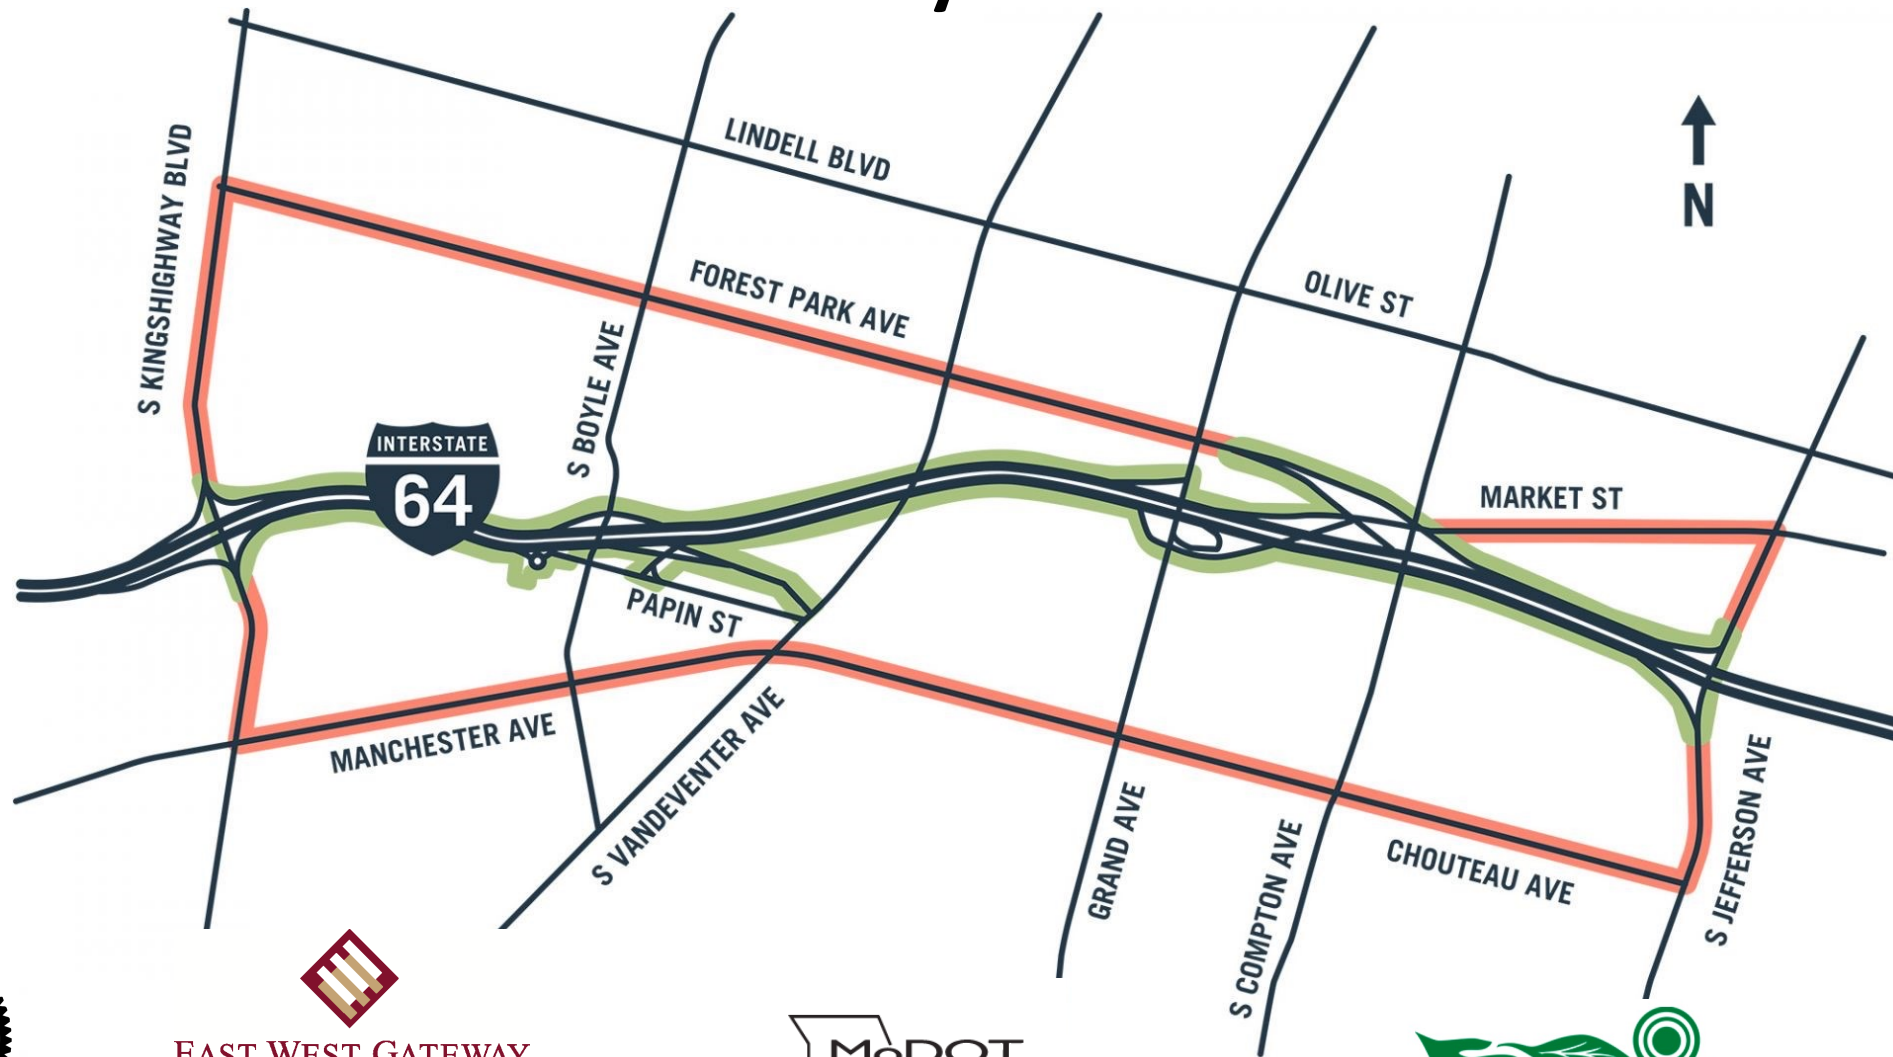 LINDELL BLVD
S KINGSHIGHWAY BLVD
N
FOREST PARK AVE
OLIVE ST
S BOYLE AVE
INTERSTATE
64
MARKET ST
PAPIN ST
MANCHESTER AVE
S VANDEVENTER AVE
GRAND AVE
S COMPTON AVE
CHOUTEAU AVE
S JEFFERSON AVE
EAST WEST GATEWAY
MoDOT